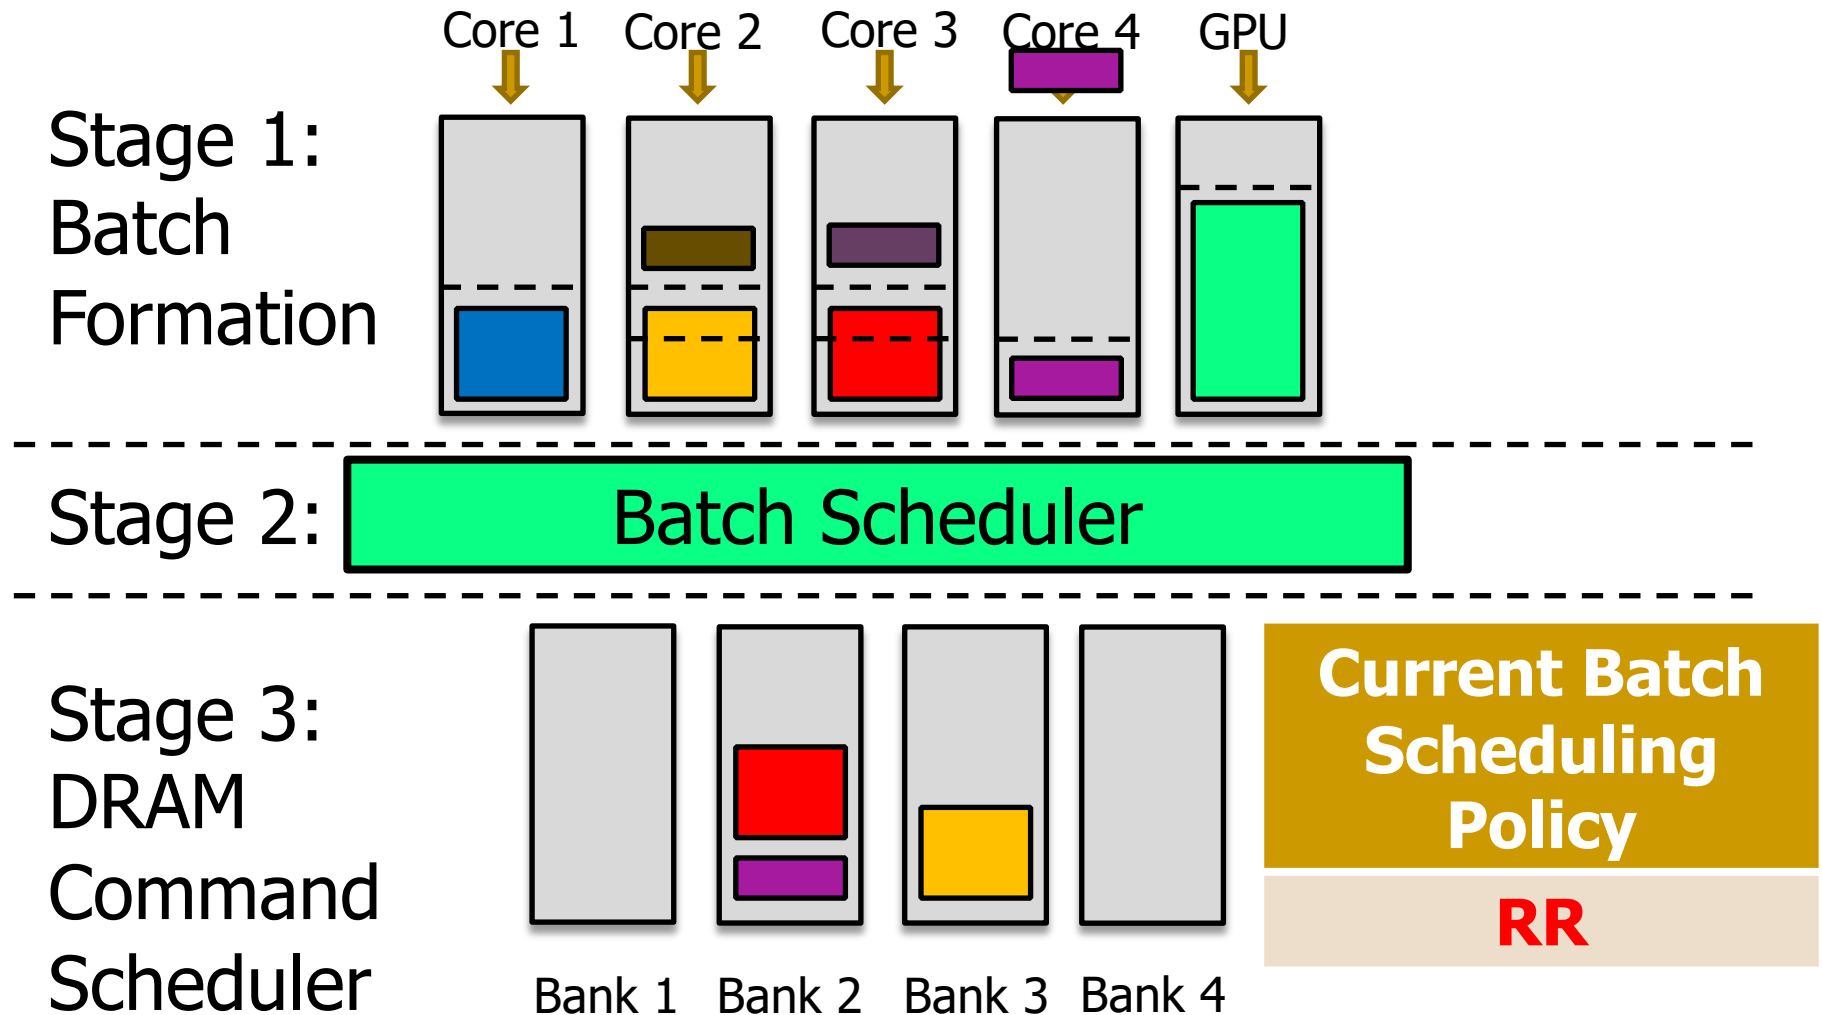 Core 1 Core 2 Core 3 Core 4 GPU
Stage 1:
Batch
Formation
Stage 2: Batch Scheduler
Stage 3:
DRAM
Command
Scheduler
Bank 1 Bank 2 Bank 3 Bank 4
Current Batch
Scheduling
Policy
RR